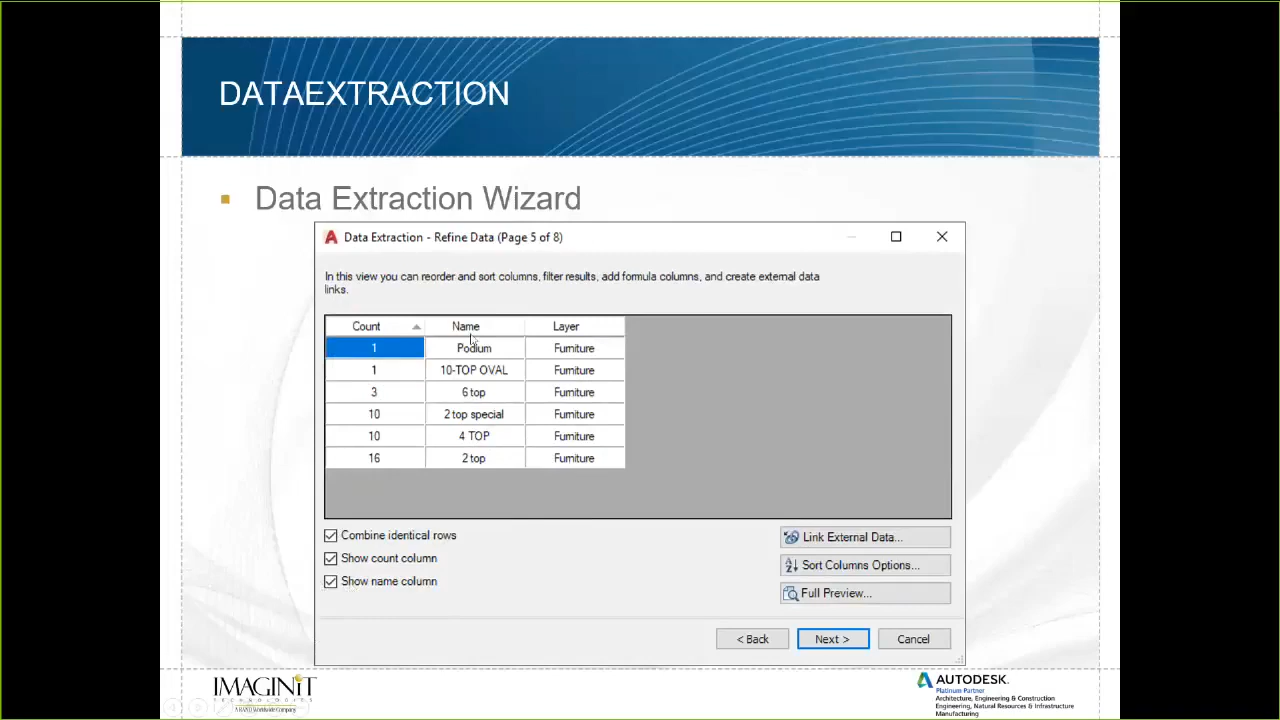 DATAEXTRACTION
Data Extraction Wizard
Data Extraction - Refine Data (Page 5 of 8)
In this view you can reorder and sort columns, filter results, add formula columns, and create external data
links.
Count Name Layer
1 Podium Furniture
1 10-TOP OVAL Furniture
3 6 top Furniture
10 2 top special Furniture
10 4 TOP Furniture
16 2 top Furniture
Combine identical rows
Show count column
Show name column
Link External Data...
Sort Columns Options...
Full Preview...
< Back Next > Cancel
IMAGINiT
TECHNOLOGIES
A RAND Worldwide Company
AUTODESK.
Platinum Partner
Architecture, Engineering & Construction
Engineering, Natural Resources & Infrastructure
Manufacturing